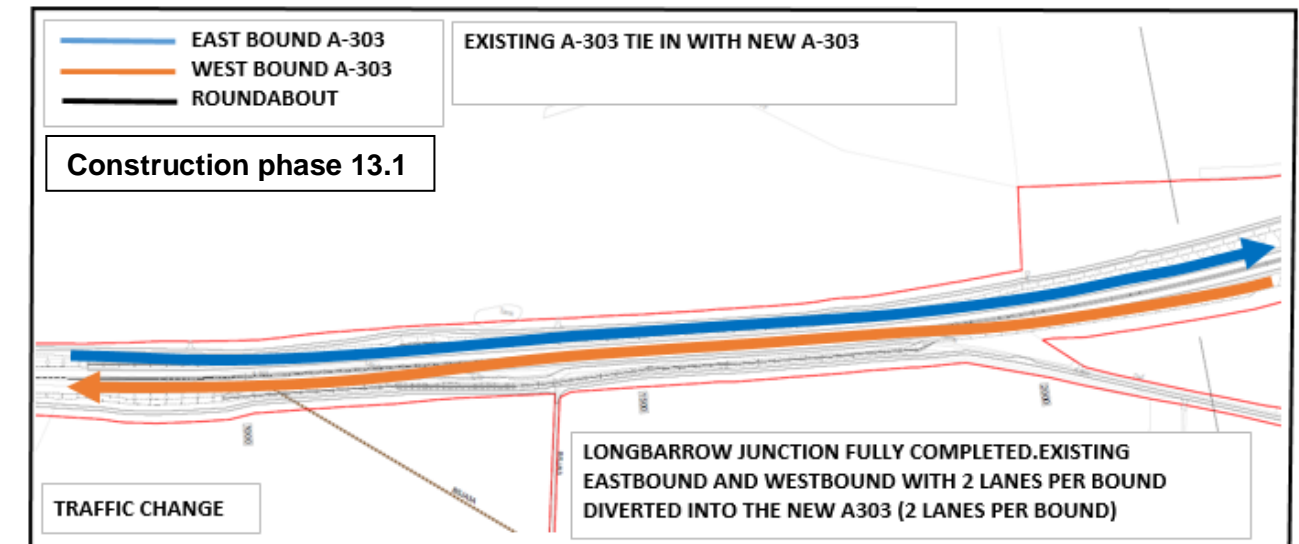 EAST BOUND A-303
WEST BOUND A-303
ROUNDABOUT
EXISTING A-303 TIE IN WITH NEW A-303
Construction phase 13.1
TRAFFIC CHANGE
LONGBARROW JUNCTION FULLY COMPLETED.EXISTING
EASTBOUND AND WESTBOUND WITH 2 LANES PER BOUND
DIVERTED INTO THE NEW A303 (2 LANES PER BOUND)